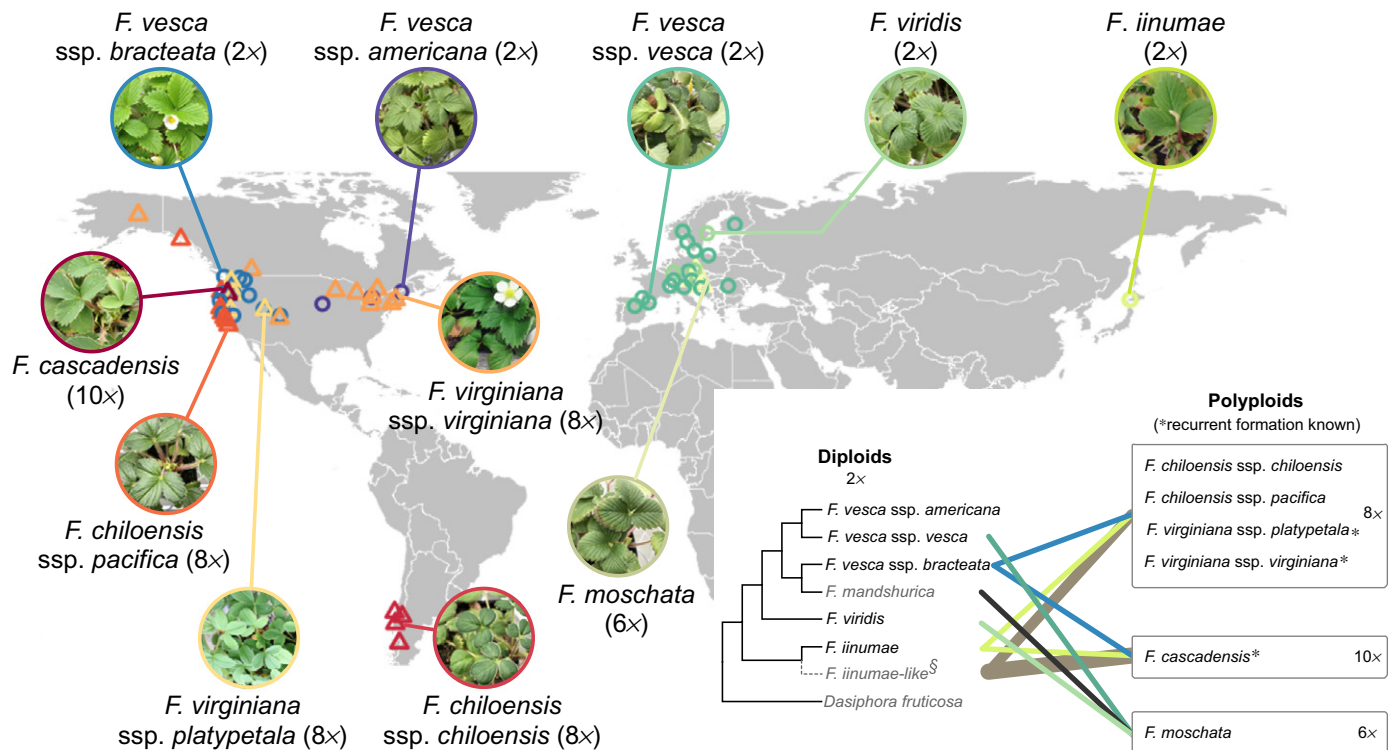 F. vesca
ssp. bracteata (2×)
F. vesca
ssp. americana (2×)
F. vesca
ssp. vesca (2×)
F. viridis
(2×)
F. iinumae
(2×)
F. cascadensis
(10×)
F. virginiana
ssp. virginiana (8×)
F. chiloensis
ssp. pacifica (8×)
F. moschata
(6×)
F. virginiana
ssp. platypetala (8×)
F. chiloensis
ssp. chiloensis (8×)
Diploids
2×
F. vesca ssp. americana
F. vesca ssp. vesca
F. vesca ssp. bracteata
F. mandshurica
F. viridis
F. iinumae
F. iinumae-like§
Dasiphora fruticosa
Polyploids
(*recurrent formation known)
F. chiloensis ssp. chiloensis
F. chiloensis ssp. pacifica
8×
F. virginiana ssp. platypetala*
F. virginiana ssp. virginiana*
F. cascadensis* 10×
F. moschata 6×